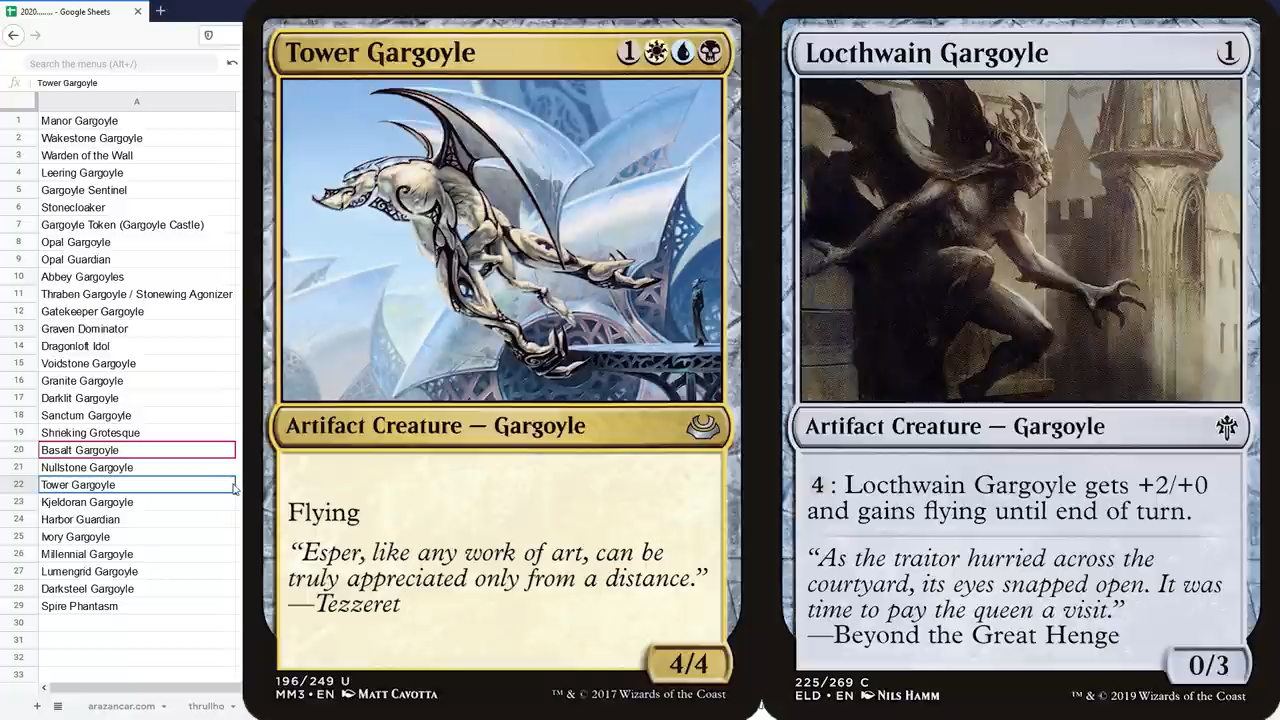 2020........ - Google Sheets
Search the menus (Alt+/)
fx Tower Gargoyle
A
1 Manor Gargoyle
2 Wakestone Gargoyle
3 Warden of the Wall
4 Leering Gargoyle
5 Gargoyle Sentinel
6 Stonecloaker
7 Gargoyle Token (Gargoyle Castle)
8 Opal Gargoyle
9 Opal Guardian
10 Abbey Gargoyles
11 Thraben Gargoyle / Stonewing Agonizer
12 Gatekeeper Gargoyle
13 Graven Dominator
14 Dragonloft Idol
15 Voidstone Gargoyle
16 Granite Gargoyle
17 Darklit Gargoyle
18 Sanctum Gargoyle
19 Shrieking Grotesque
20 Basalt Gargoyle
21 Nullstone Gargoyle
22 Tower Gargoyle
23 Kjeldoran Gargoyle
24 Harbor Guardian
25 Ivory Gargoyle
26 Millennial Gargoyle
27 Lumengrid Gargoyle
28 Darksteel Gargoyle
29 Spire Phantasm
30
31
32
33
arazancar.com thrullho
Tower Gargoyle 1
Artifact Creature — Gargoyle
Flying
“Esper, like any work of art, can be
truly appreciated only from a distance.”
—Tezzeret
4/4
196/249 U
MM3 • EN Matt Cavotta ™ & © 2017 Wizards of the Coast
Locthwain Gargoyle 1
Artifact Creature — Gargoyle
4 : Locthwain Gargoyle gets +2/+0
and gains flying until end of turn.
“As the traitor hurried across the
courtyard, its eyes snapped open. It was
time to pay the queen a visit.”
—Beyond the Great Henge
0/3
225/269 C
ELD • EN Nils Hamm ™ & © 2019 Wizards of the Coast